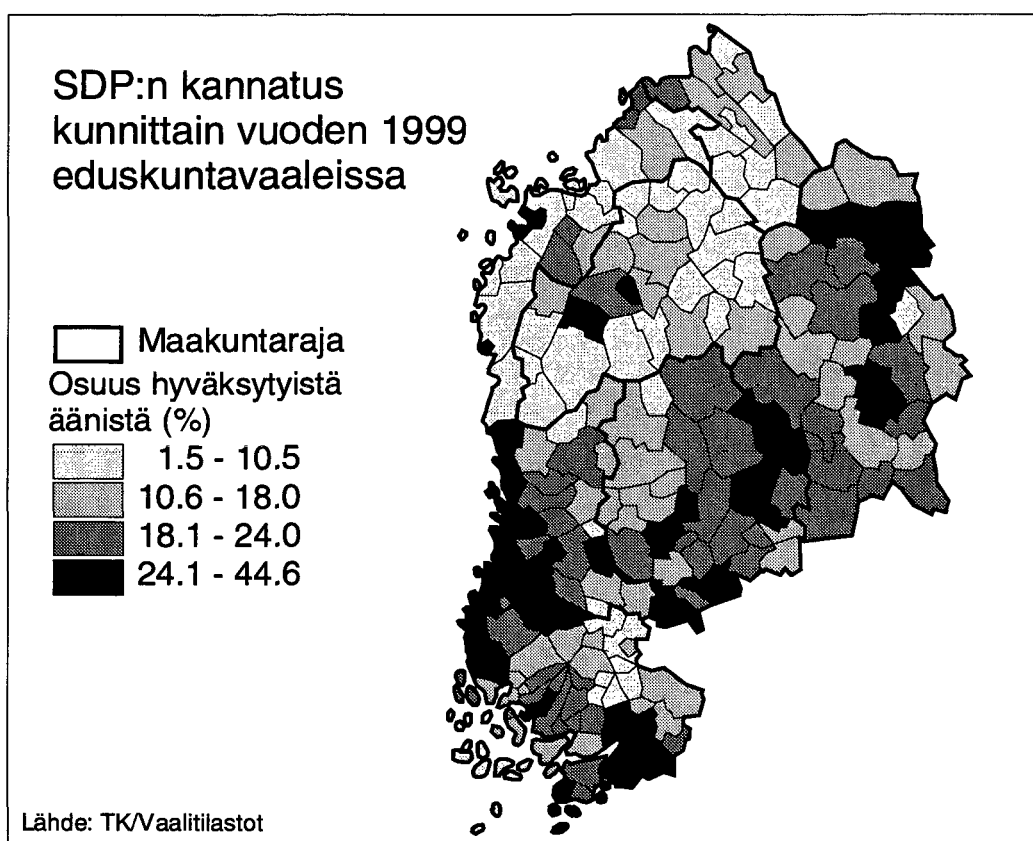 SDP:n kannatus
kunnittain vuoden 1999
eduskuntavaaleissa
Maakuntaraja
Osuus hyväksytyistä
äänistä (%)
1.5 - 10.5
10.6 - 18.0
18.1 - 24.0
24.1 - 44.6
Lähde: TK/Vaalitilastot